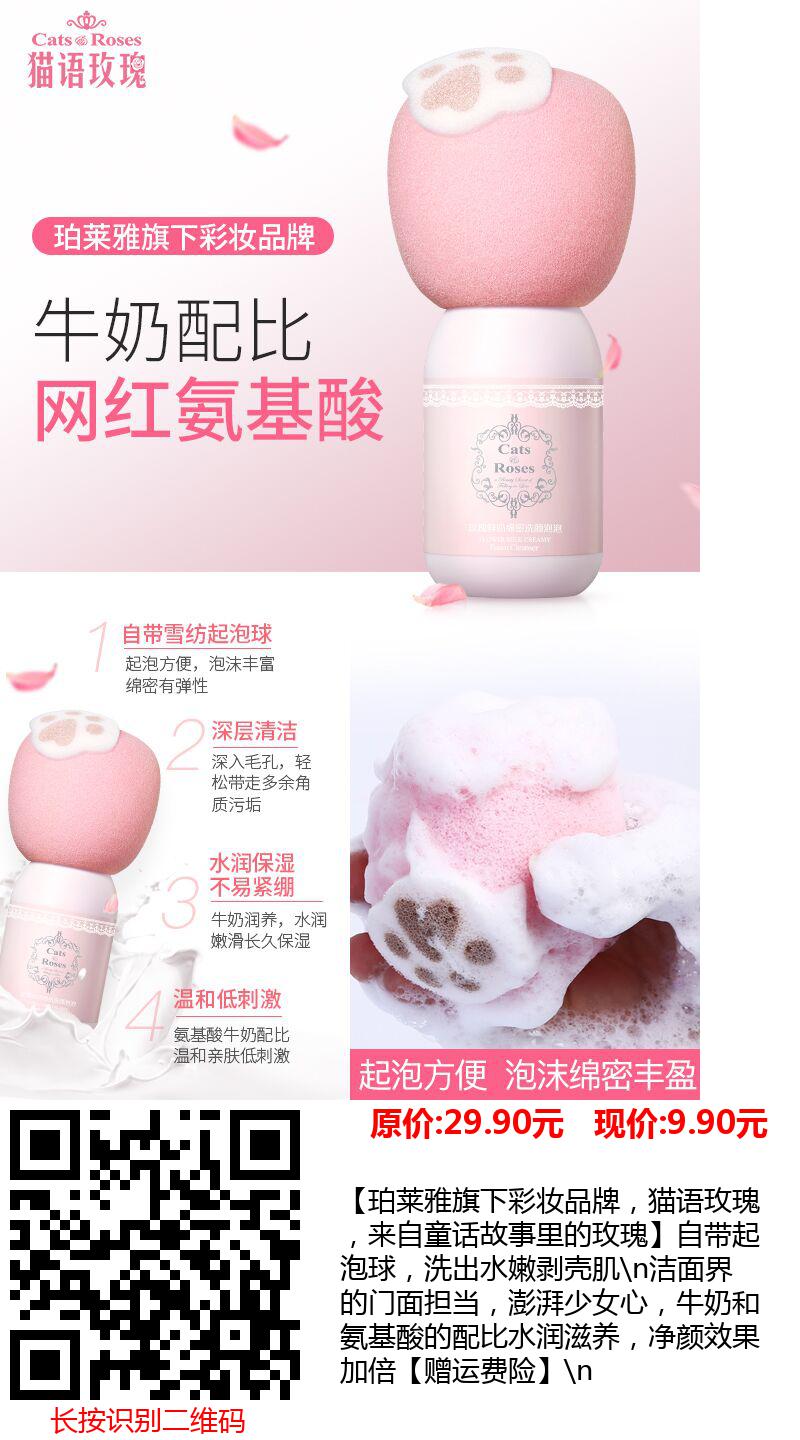 Cats & Roses
猫语玫瑰
珀莱雅旗下彩妆品牌
牛奶配比
网红氨基酸
Cats
&
Roses
FLOWER MILK CREAMY
Foam Cleanser
1 自带雪纺起泡球
起泡方便，泡沫丰富
绵密有弹性
2 深层清洁
深入毛孔，轻
松带走多余角
质污垢
3 水润保湿
不易紧绷
牛奶润养，水润
嫩滑长久保湿
Cats
&
Roses
4 温和低刺激
氨基酸牛奶配比
温和亲肤低刺激
起泡方便 泡沫绵密丰盈
原价:29.90元 现价:9.90元
【珀莱雅旗下彩妆品牌，猫语玫瑰
，来自童话故事里的玫瑰】自带起
泡球，洗出水嫩剥壳肌\n洁面界
的门面担当，澎湃少女心，牛奶和
氨基酸的配比水润滋养，净颜效果
加倍【赠运费险】\n
长按识别二维码